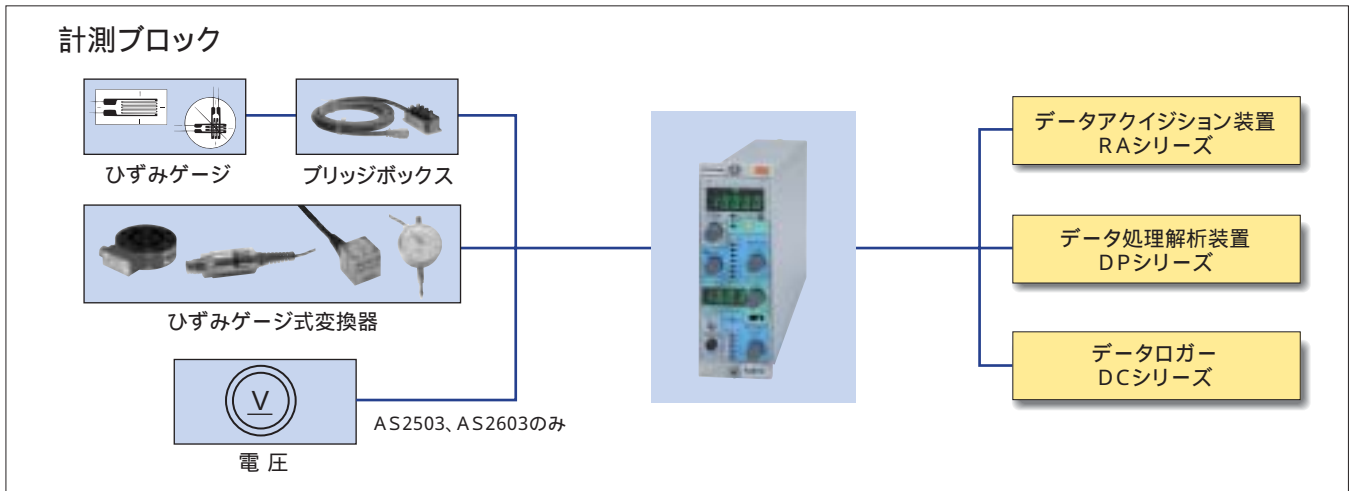 計測ブロック
ひずみゲージ
ブリッジボックス
ひずみゲージ式変換器
V
電 圧
AS2503、AS2603のみ
データアクイジション装置
RAシリーズ
データ処理解析装置
DPシリーズ
データロガー
DCシリーズ